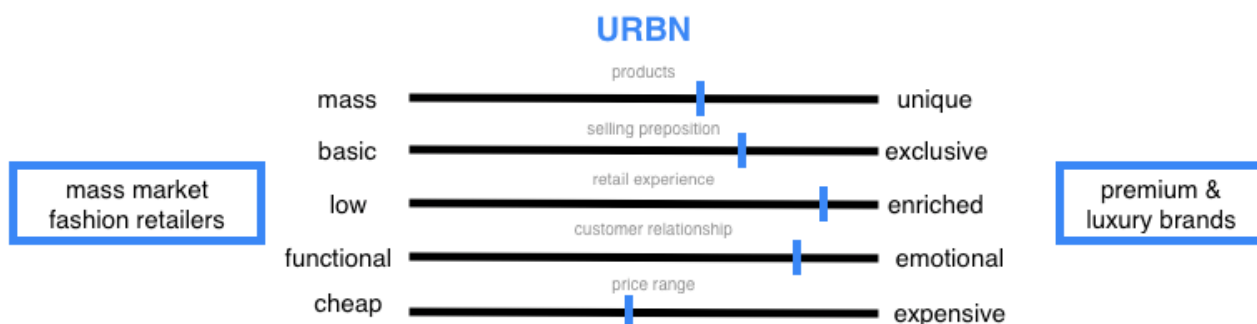 URBN
products
mass unique
selling preposition
basic exclusive
mass market
fashion retailers
retail experience
low enriched
premium &
luxury brands
customer relationship
functional emotional
price range
cheap expensive